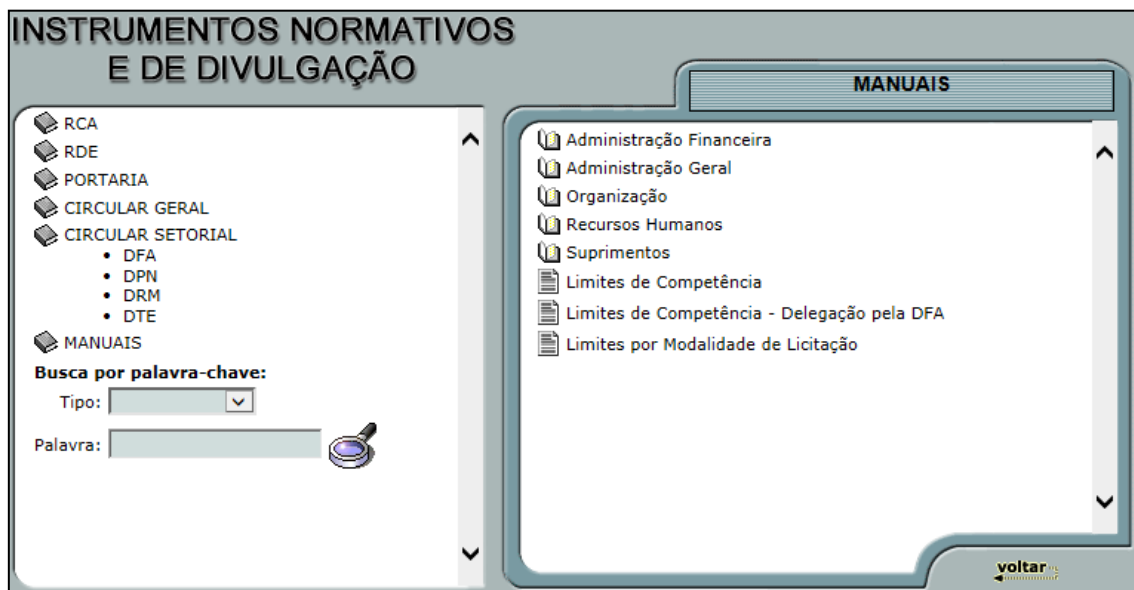 INSTRUMENTOS NORMATIVOS
E DE DIVULGAÇÃO
RCA
RDE
PORTARIA
CIRCULAR GERAL
CIRCULAR SETORIAL
• DFA
• DPN
• DRM
• DTE
MANUAIS
Busca por palavra-chave:
Tipo:
Palavra:
MANUAIS
Administração Financeira
Administração Geral
Organização
Recursos Humanos
Suprimentos
Limites de Competência
Limites de Competência - Delegação pela DFA
Limites por Modalidade de Licitação
voltar